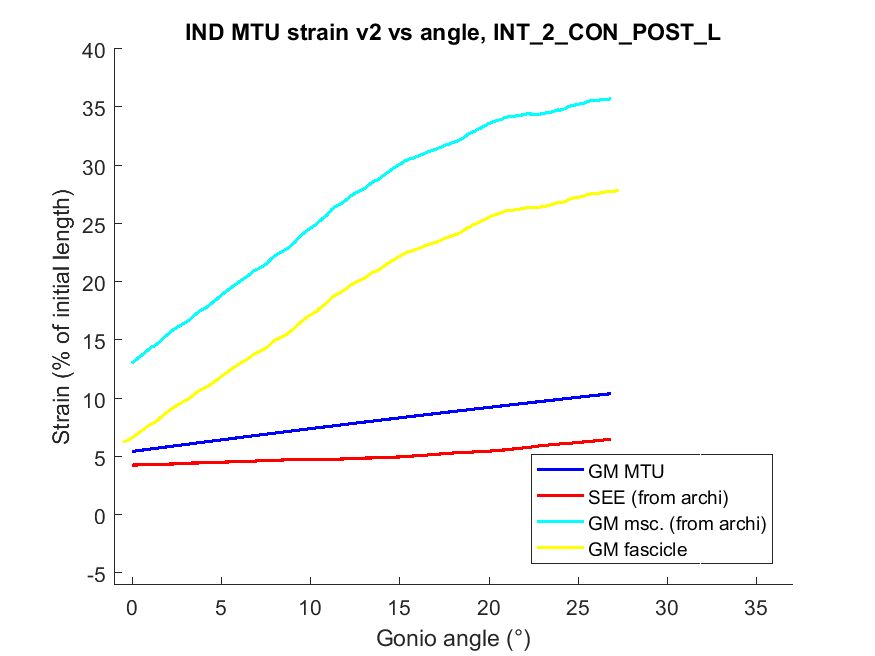 IND MTU strain v2 vs angle, INT_2_CON_POST_L
40
35
30
25
20
15
10
5
0
-5
Strain (% of initial length)
GM MTU
SEE (from archi)
GM msc. (from archi)
GM fascicle
0 5 10 15 20 25 30 35
Gonio angle (°)